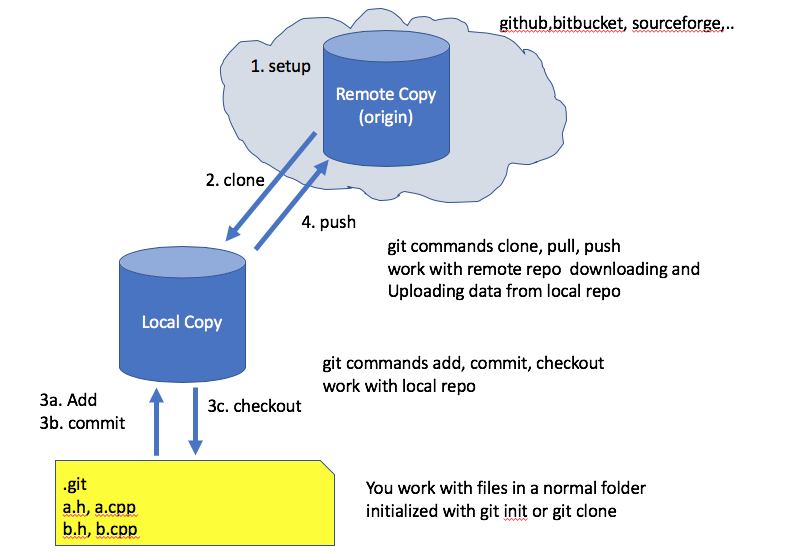 github,bitbucket, sourceforge,..
1. setup
Remote Copy
(origin)
2. clone
4. push
git commands clone, pull, push
work with remote repo  downloading and
Uploading data from local repo
Local Copy
git commands add, commit, checkout
work with local repo
3a. Add
3b. commit
3c. checkout
.git
a.h, a.cpp
b.h, b.cpp
You work with files in a normal folder
initialized with git init or git clone